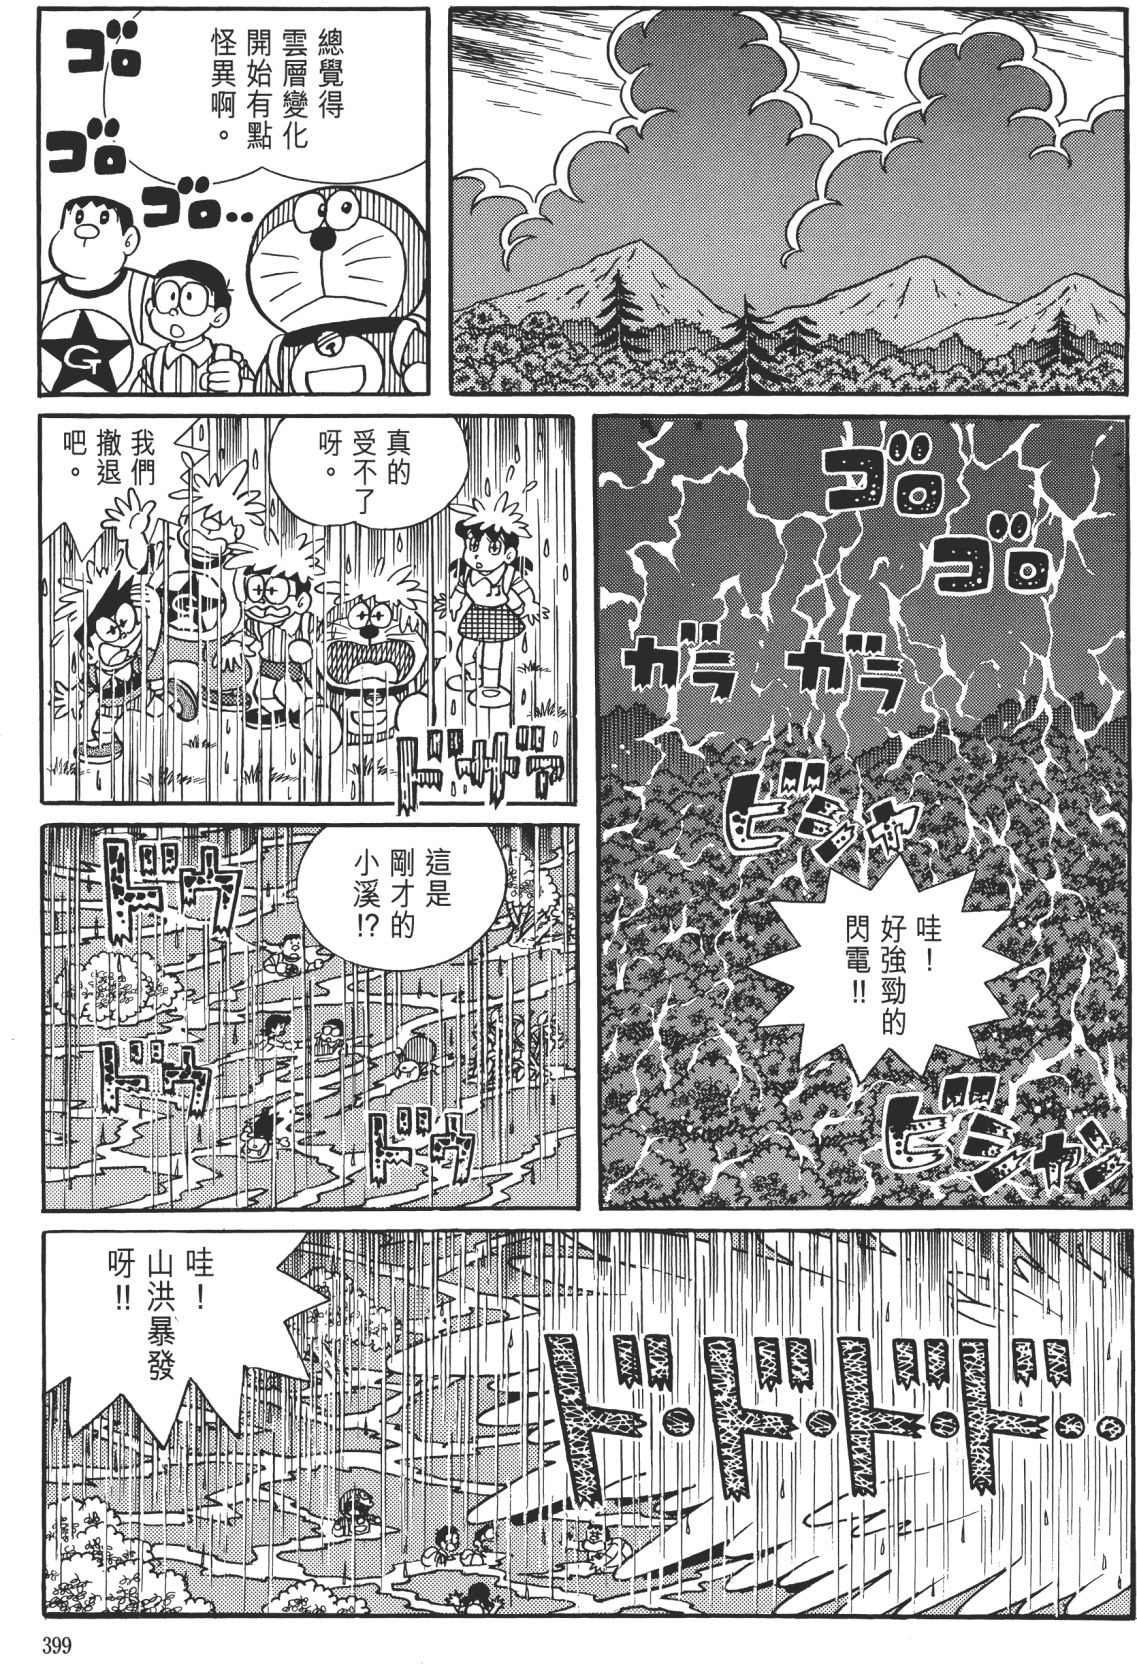 總覺得
雲層變化
開始有點
怪異啊。
ゴロ
ゴロ
ゴロ‥
G
ゴロ
ゴロ
ガラ
ガラ
ビシャ
哇！
好強勁的
閃電!!
ビシャン
真的
受不了
呀。
我們
撤退
吧。
G
ドザー
這是
剛才的
小溪!?
ドウ
ドウ
ドウ
哇！
山洪暴發
呀!!
ド・ド・ド・ド・・・
399